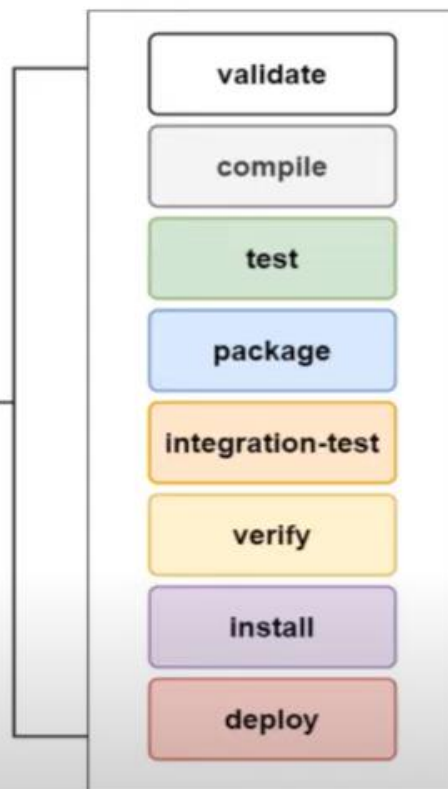 validate
compile
test
package
integration-test
verify
install
deploy